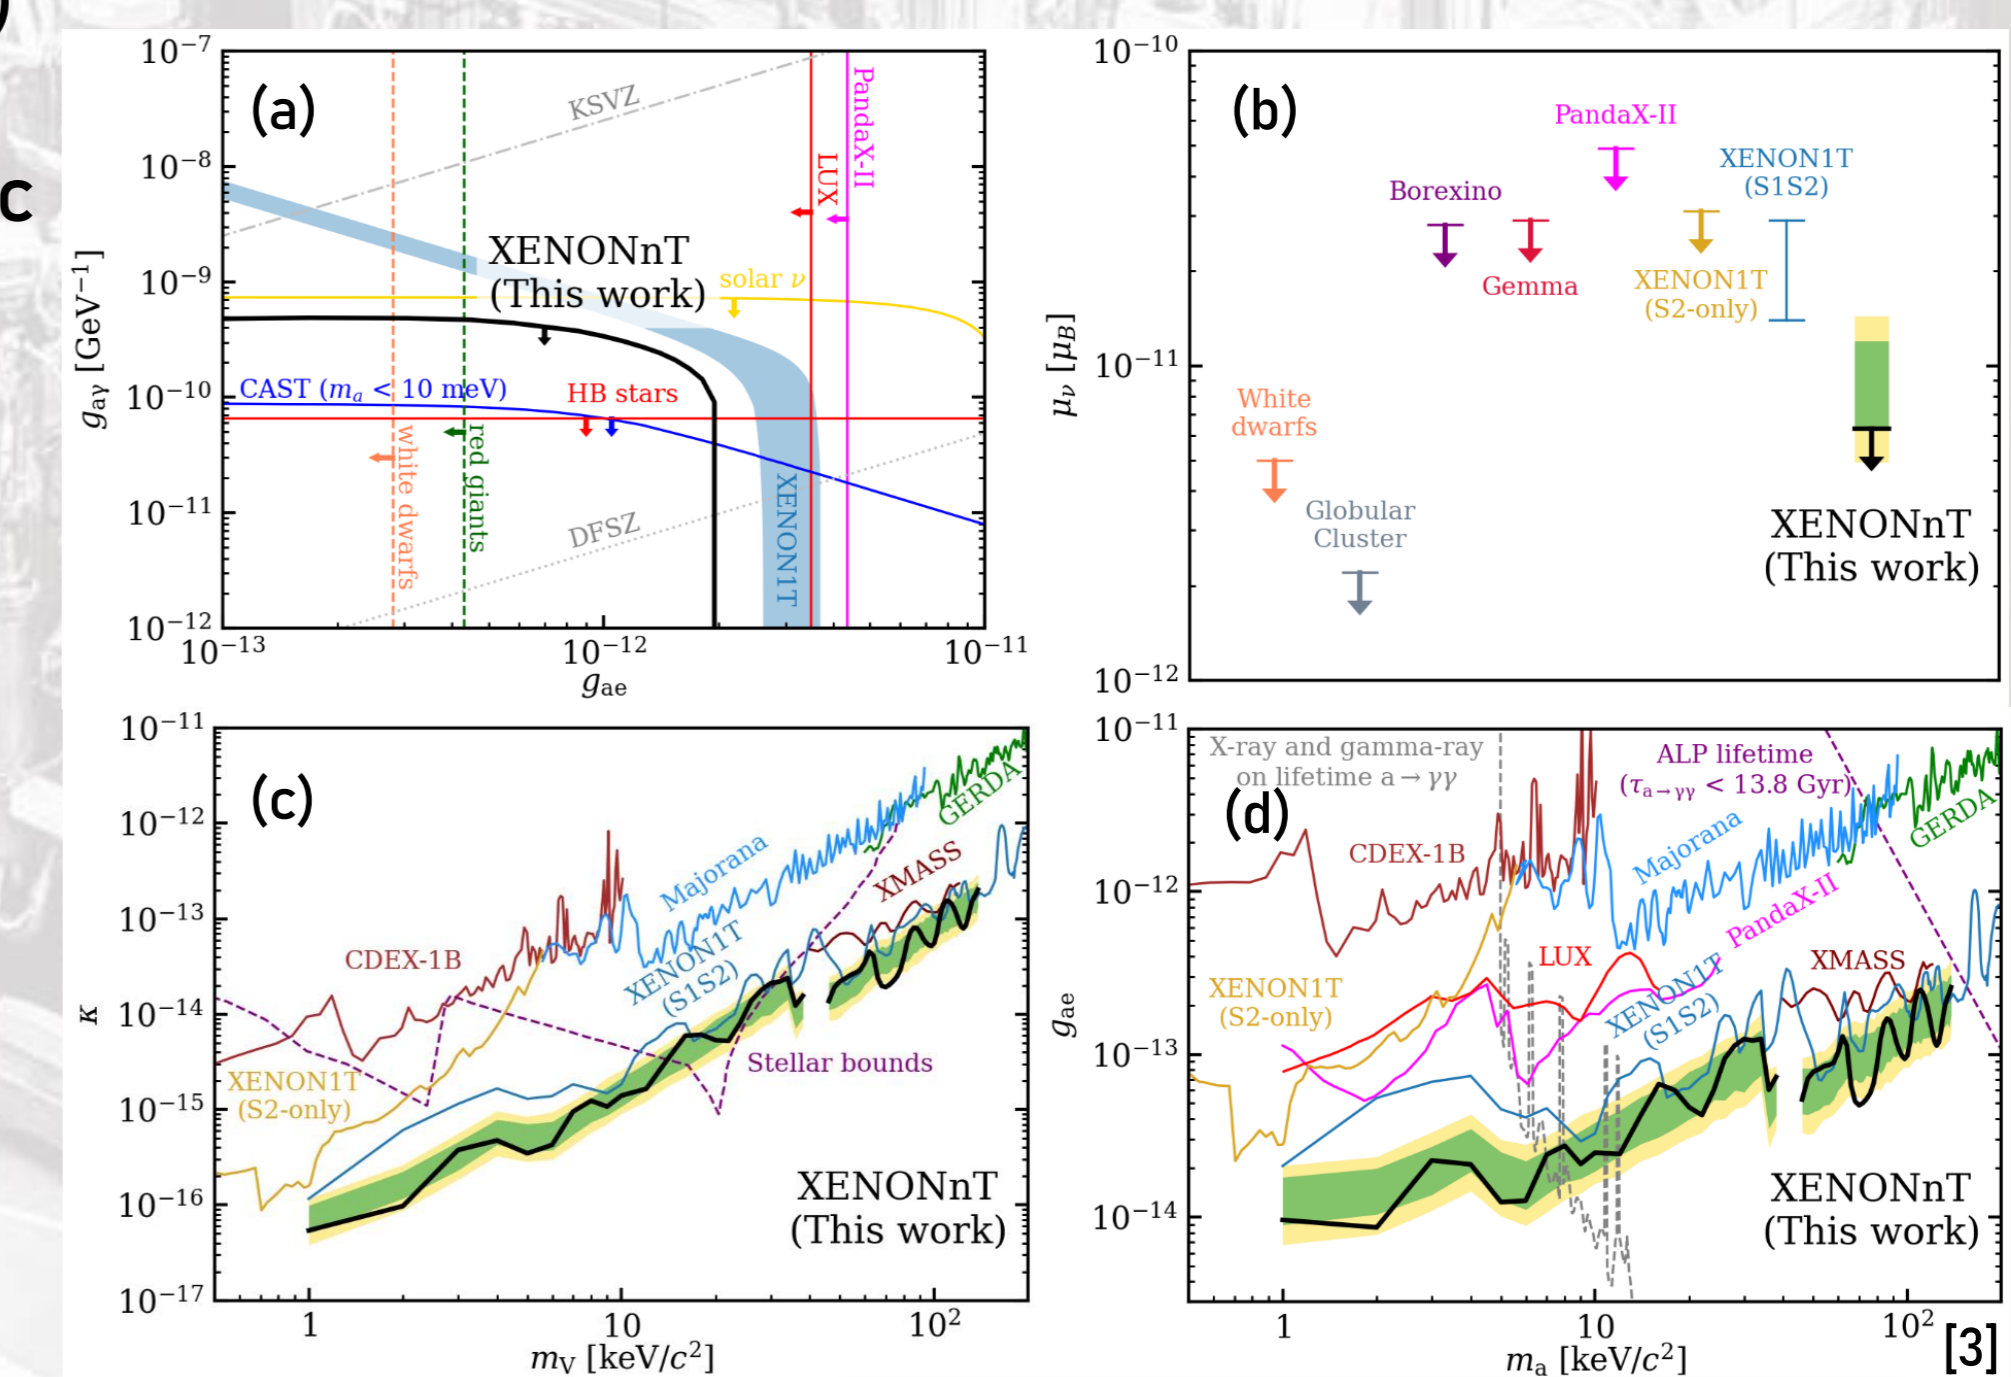 )
c
10⁻⁷
10⁻⁸
10⁻⁹
10⁻¹⁰
10⁻¹¹
10⁻¹²
g_aγ [GeV⁻¹]
(a)
KSVZ
PandaX-II
LUX
XENONnT
(This work)
solar ν
CAST (mₐ < 10 meV)
HB stars
white dwarfs
red giants
XENON1T
DFSZ
10⁻¹³
10⁻¹²
10⁻¹¹
g_ae
10⁻¹⁰
10⁻¹¹
10⁻¹²
μ_ν [μ_B]
(b)
PandaX-II
XENON1T
(S1S2)
Borexino
Gemma
XENON1T
(S2-only)
White
dwarfs
Globular
Cluster
XENONnT
(This work)
10⁻¹¹
10⁻¹²
10⁻¹³
10⁻¹⁴
10⁻¹⁵
10⁻¹⁶
10⁻¹⁷
κ
(c)
GERDA
Majorana
XMASS
CDEX-1B
XENON1T
(S1S2)
Stellar bounds
XENON1T
(S2-only)
XENONnT
(This work)
1
10
10²
m_V [keV/c²]
10⁻¹¹
10⁻¹²
10⁻¹³
10⁻¹⁴
g_ae
X-ray and gamma-ray
on lifetime a → γγ
(d)
ALP lifetime
(τ_a→γγ < 13.8 Gyr)
GERDA
CDEX-1B
Majorana
PandaX-II
LUX
XMASS
XENON1T
(S2-only)
XENON1T
(S1S2)
XENONnT
(This work)
1
10
10²
m_a [keV/c²]
[3]